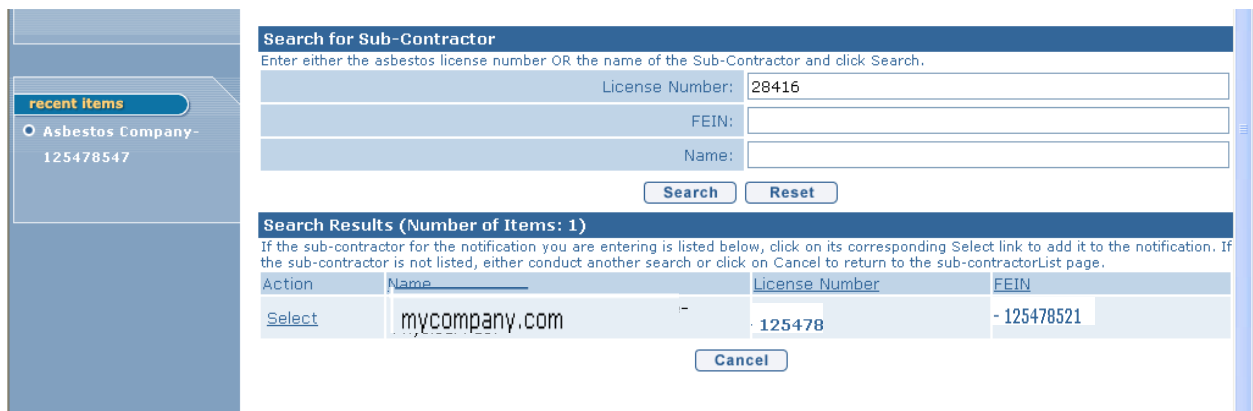 Search for Sub-Contractor
Enter either the asbestos license number OR the name of the Sub-Contractor and click Search.
License Number: 28416
FEIN:
Name:
Search Reset
recent items
Asbestos Company-
125478547
Search Results (Number of Items: 1)
If the sub-contractor for the notification you are entering is listed below, click on its corresponding Select link to add it to the notification. If
the sub-contractor is not listed, either conduct another search or click on Cancel to return to the sub-contractorList page.
Action Name License Number FEIN
Select mycompany.com - 125478 - 125478521
Cancel